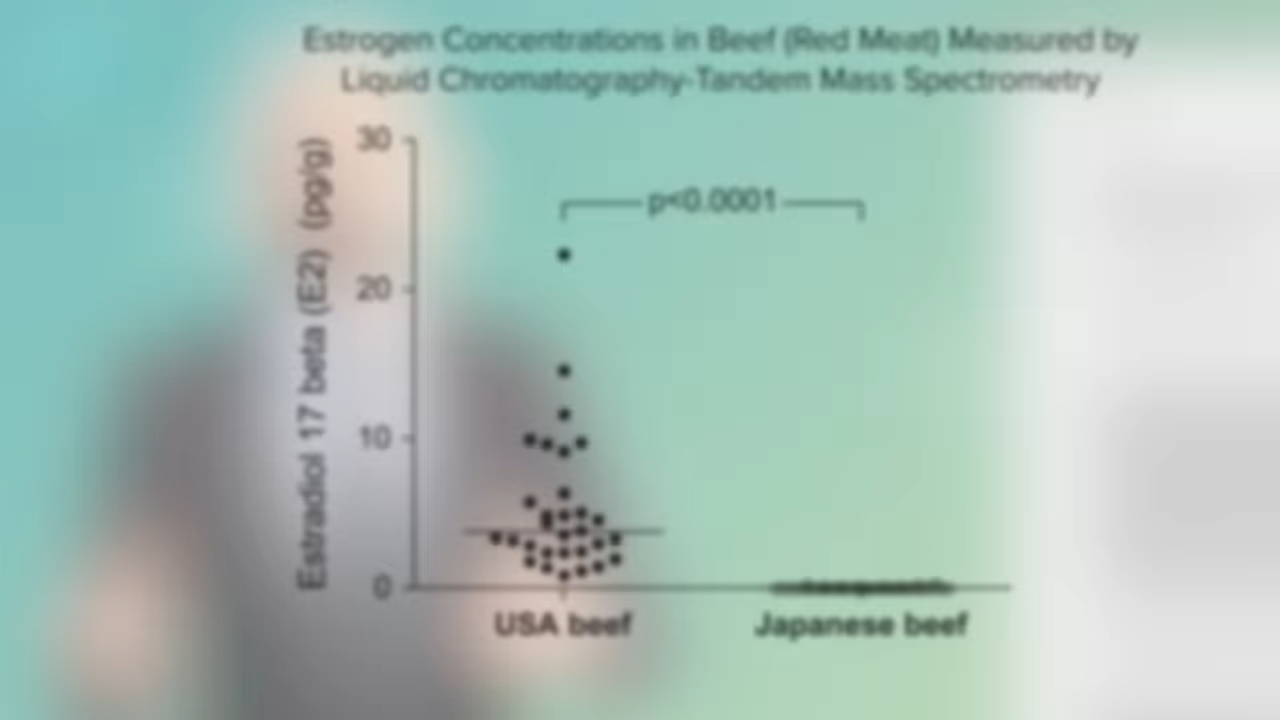 Estrogen Concentrations in Beef (Red Meat) Measured by
Liquid Chromatography-Tandem Mass Spectrometry
Estradiol 17 beta (E2) (pg/g)
30
p<0.0001
20
10
0
USA beef
Japanese beef